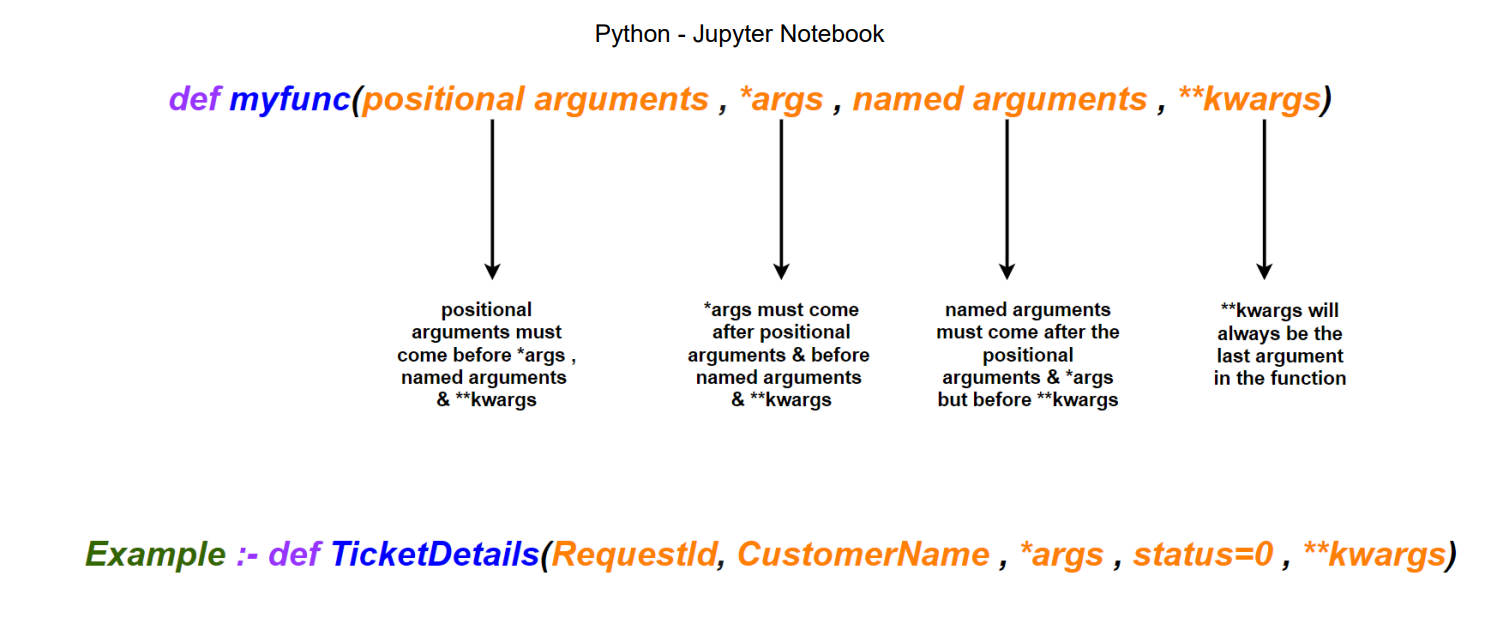 Python - Jupyter Notebook
def myfunc(positional arguments , *args , named arguments , **kwargs)
positional
arguments must
come before *args ,
named arguments
& **kwargs
*args must come
after positional
arguments & before
named arguments
& **kwargs
named arguments
must come after the
positional
arguments & *args
but before **kwargs
**kwargs will
always be the
last argument
in the function
Example :- def TicketDetails(RequestId, CustomerName , *args , status=0 , **kwargs)